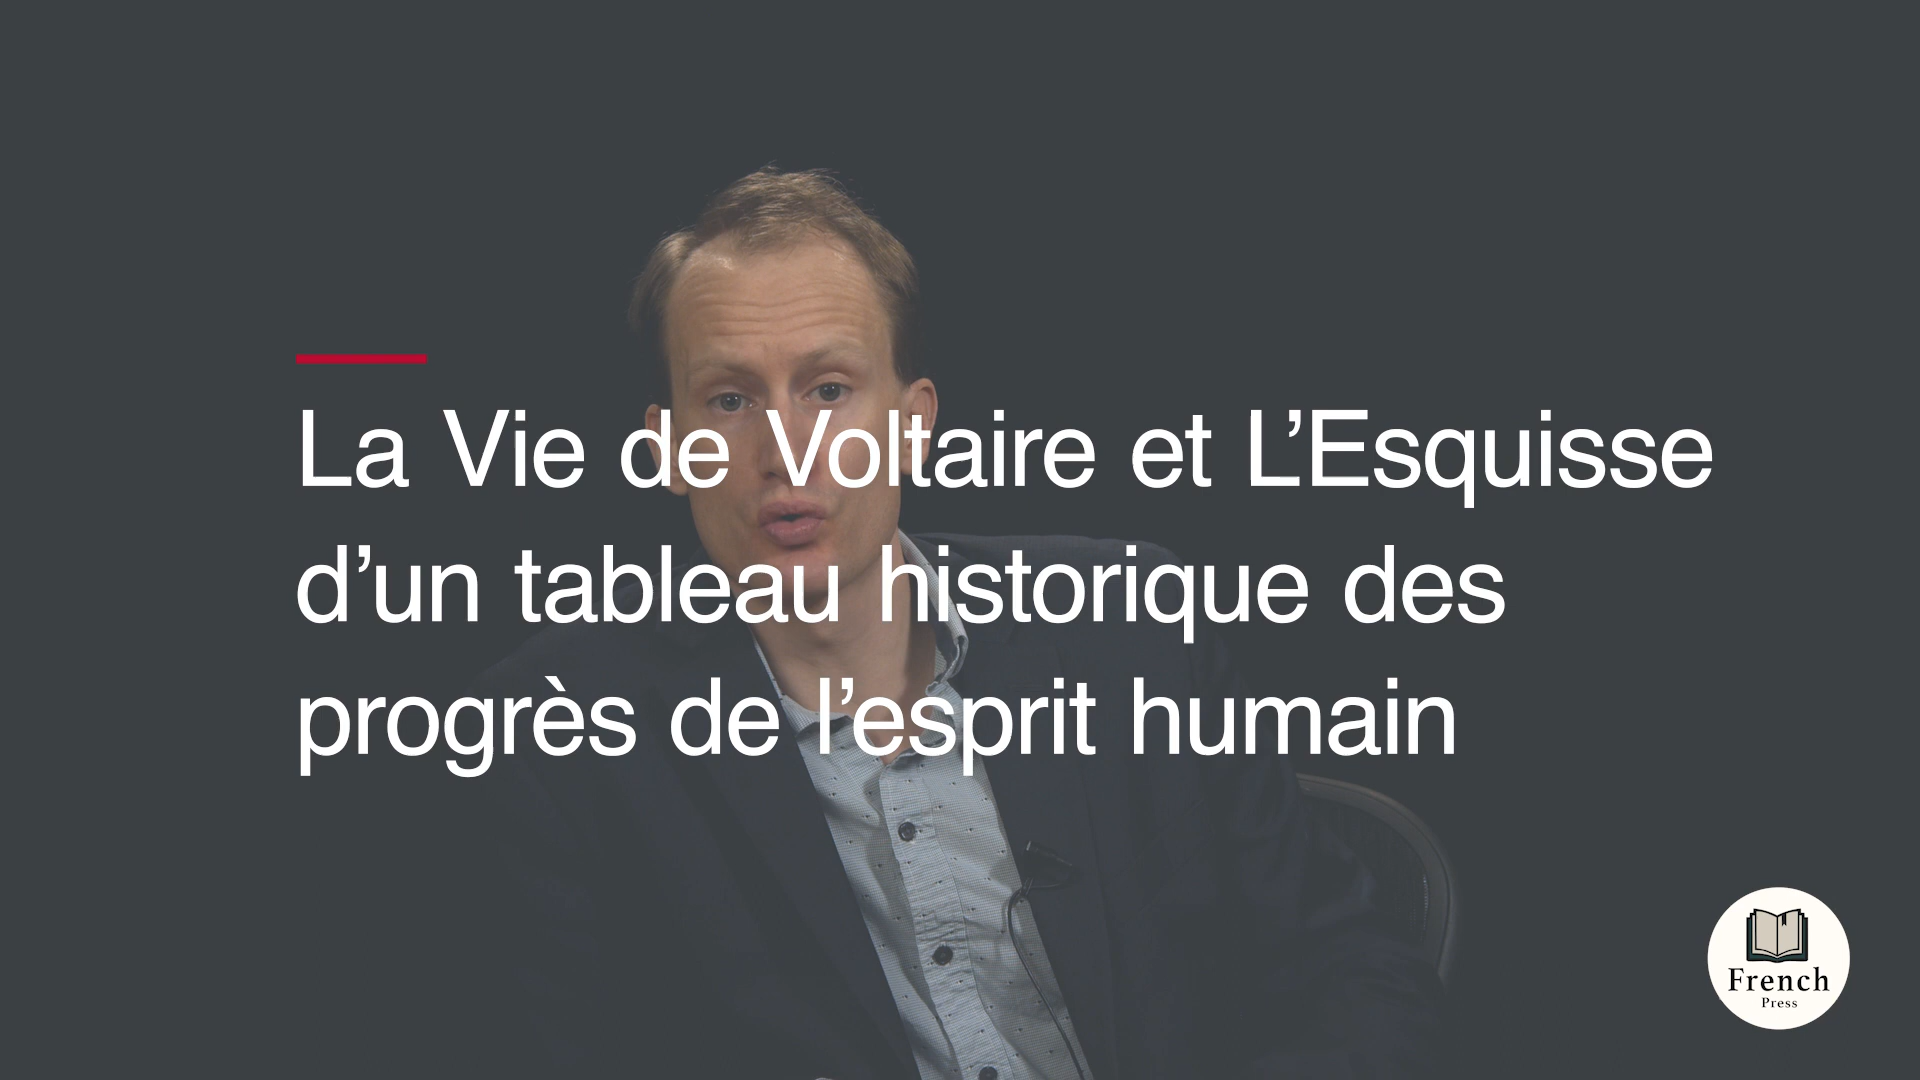 La Vie de Voltaire et L’Esquisse
d’un tableau historique des
progrès de l’esprit humain
French
Press